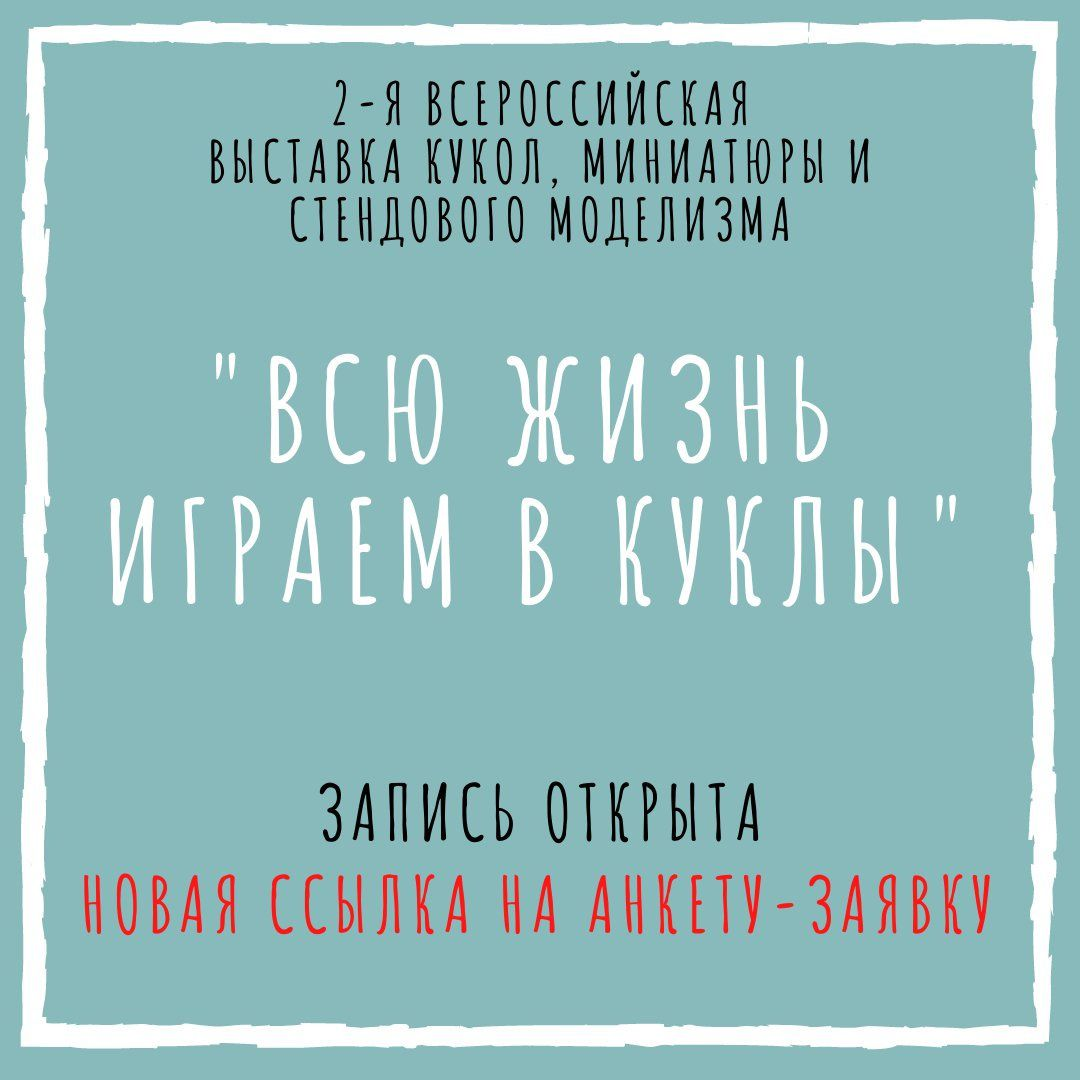 2-Я ВСЕРОССИЙСКАЯ
ВЫСТАВКА КУКОЛ, МИНИАТЮРЫ И
СТЕНДОВОГО МОДЕЛИЗМА
"ВСЮ ЖИЗНЬ
ИГРАЕМ В КУКЛЫ"
ЗАПИСЬ ОТКРЫТА
НОВАЯ ССЫЛКА НА АНКЕТУ-ЗАЯВКУ